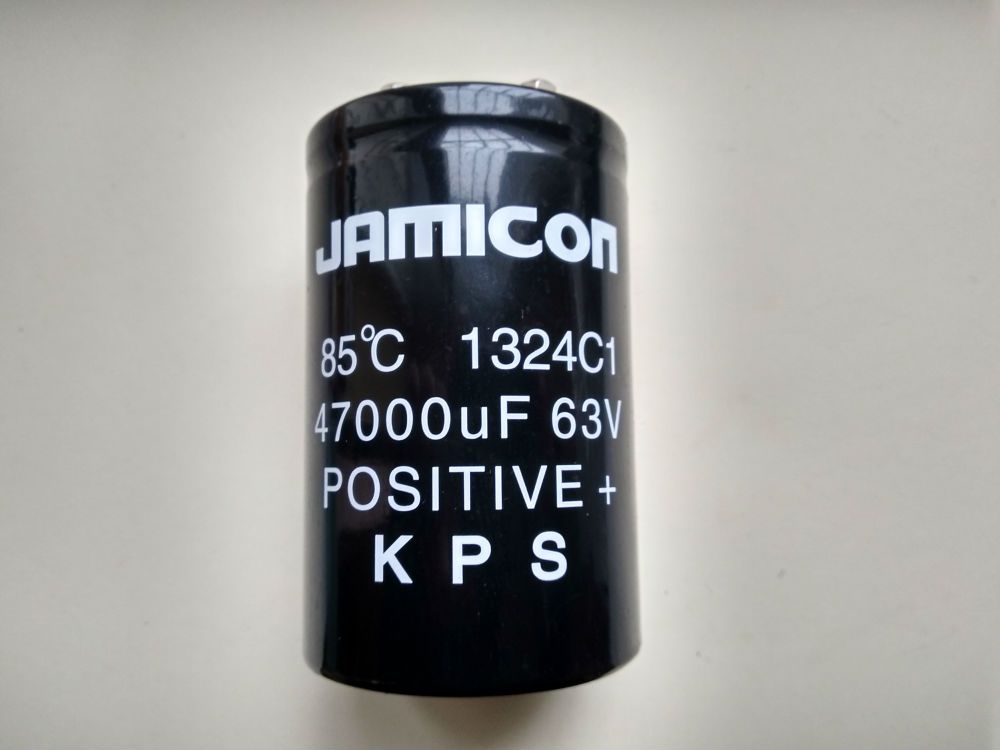 JAMICON
85℃ 1324C1
47000uF 63V
POSITIVE +
K P S